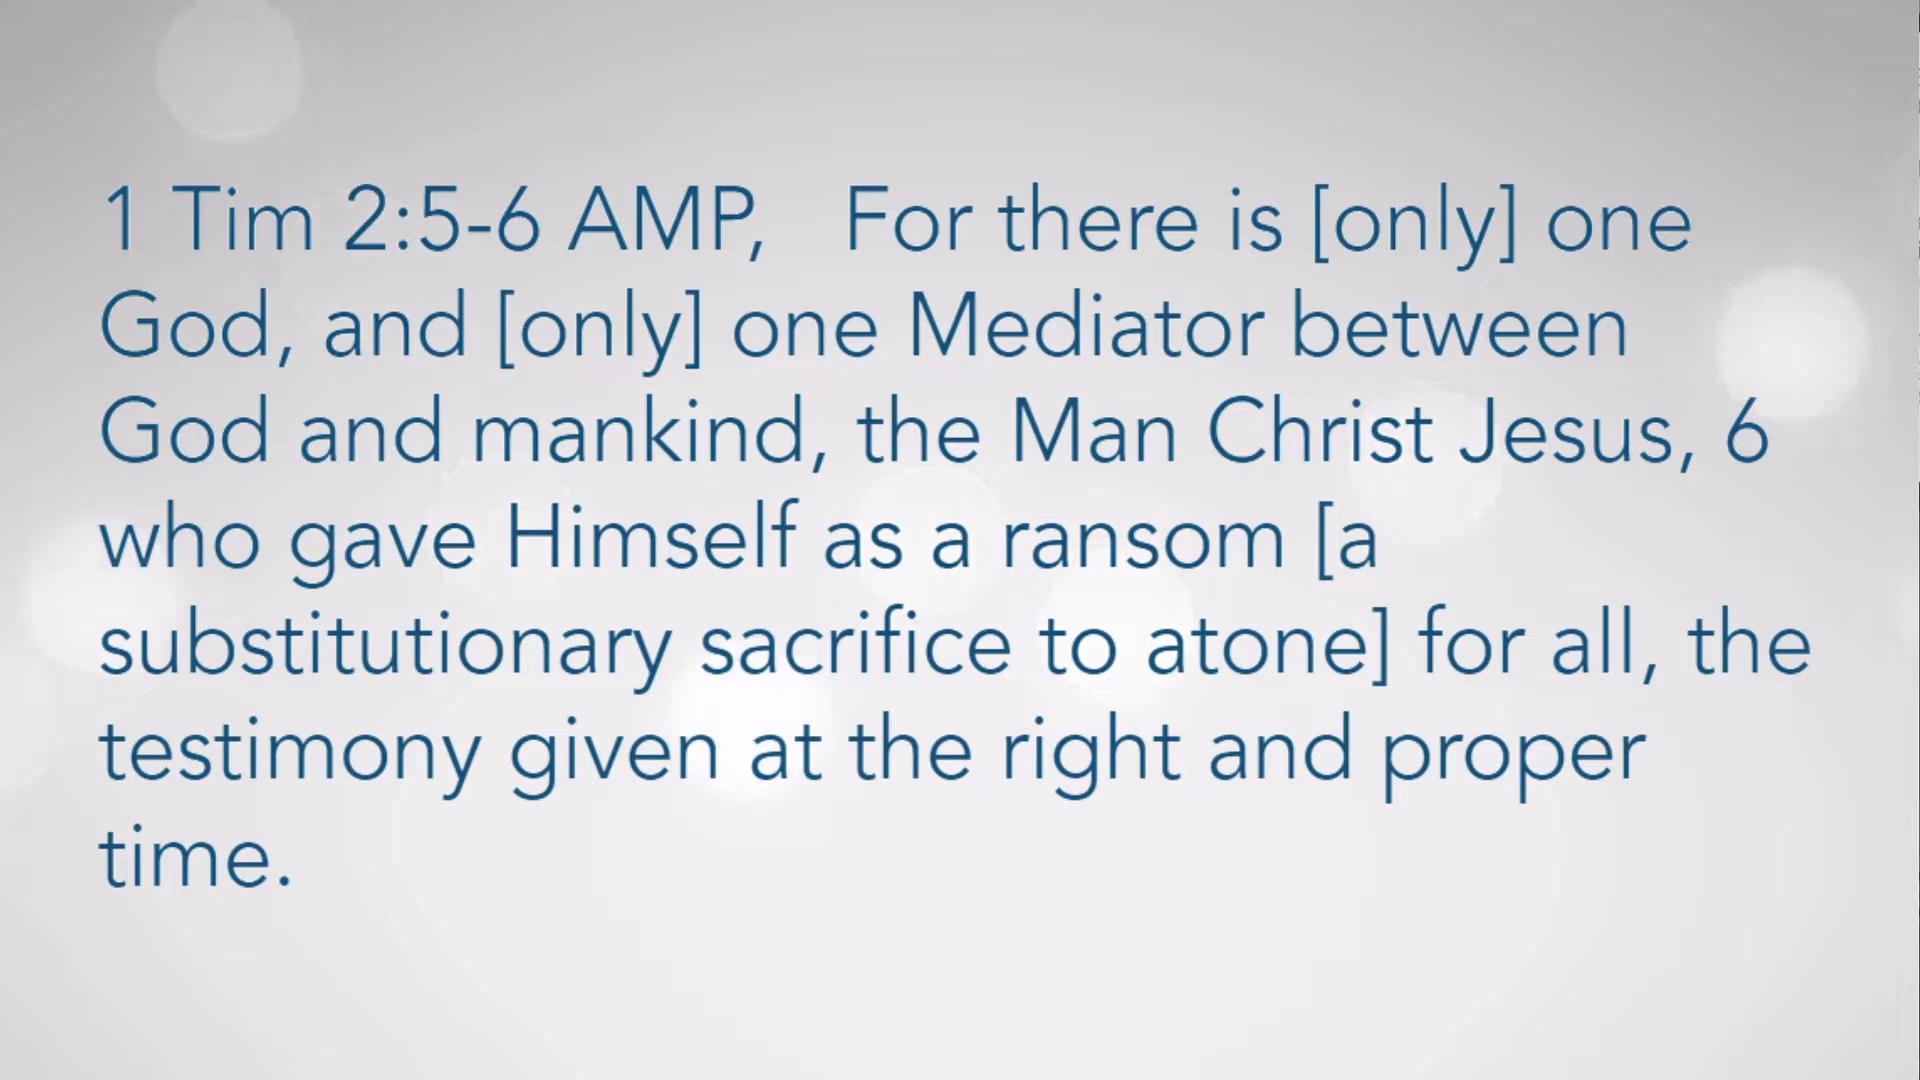 1 Tim 2:5-6 AMP,   For there is [only] one
God, and [only] one Mediator between
God and mankind, the Man Christ Jesus, 6
who gave Himself as a ransom [a
substitutionary sacrifice to atone] for all, the
testimony given at the right and proper
time.